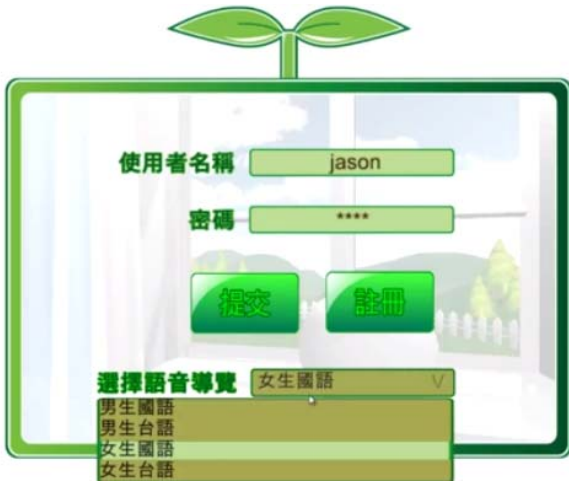 使用者名稱 jason
密碼 ****
提交 註冊
選擇語音導覽 女生國語 V
男生國語
男生台語
女生國語
女生台語